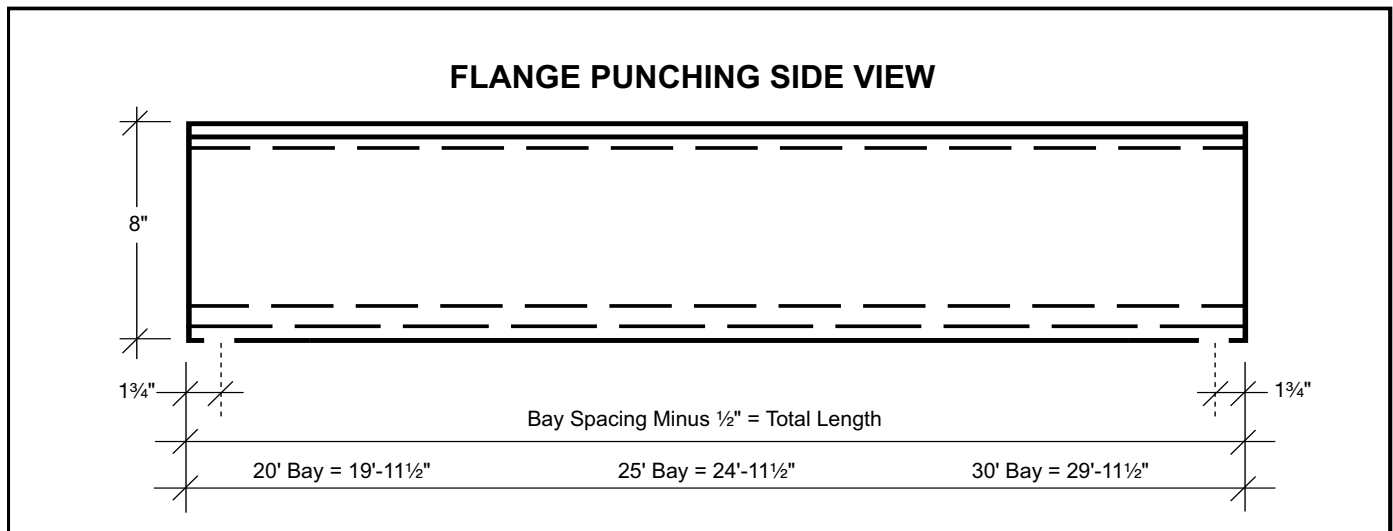 FLANGE PUNCHING SIDE VIEW
8"
1¾"
1¾"
Bay Spacing Minus ½" = Total Length
20' Bay = 19'-11½" 25' Bay = 24'-11½" 30' Bay = 29'-11½"